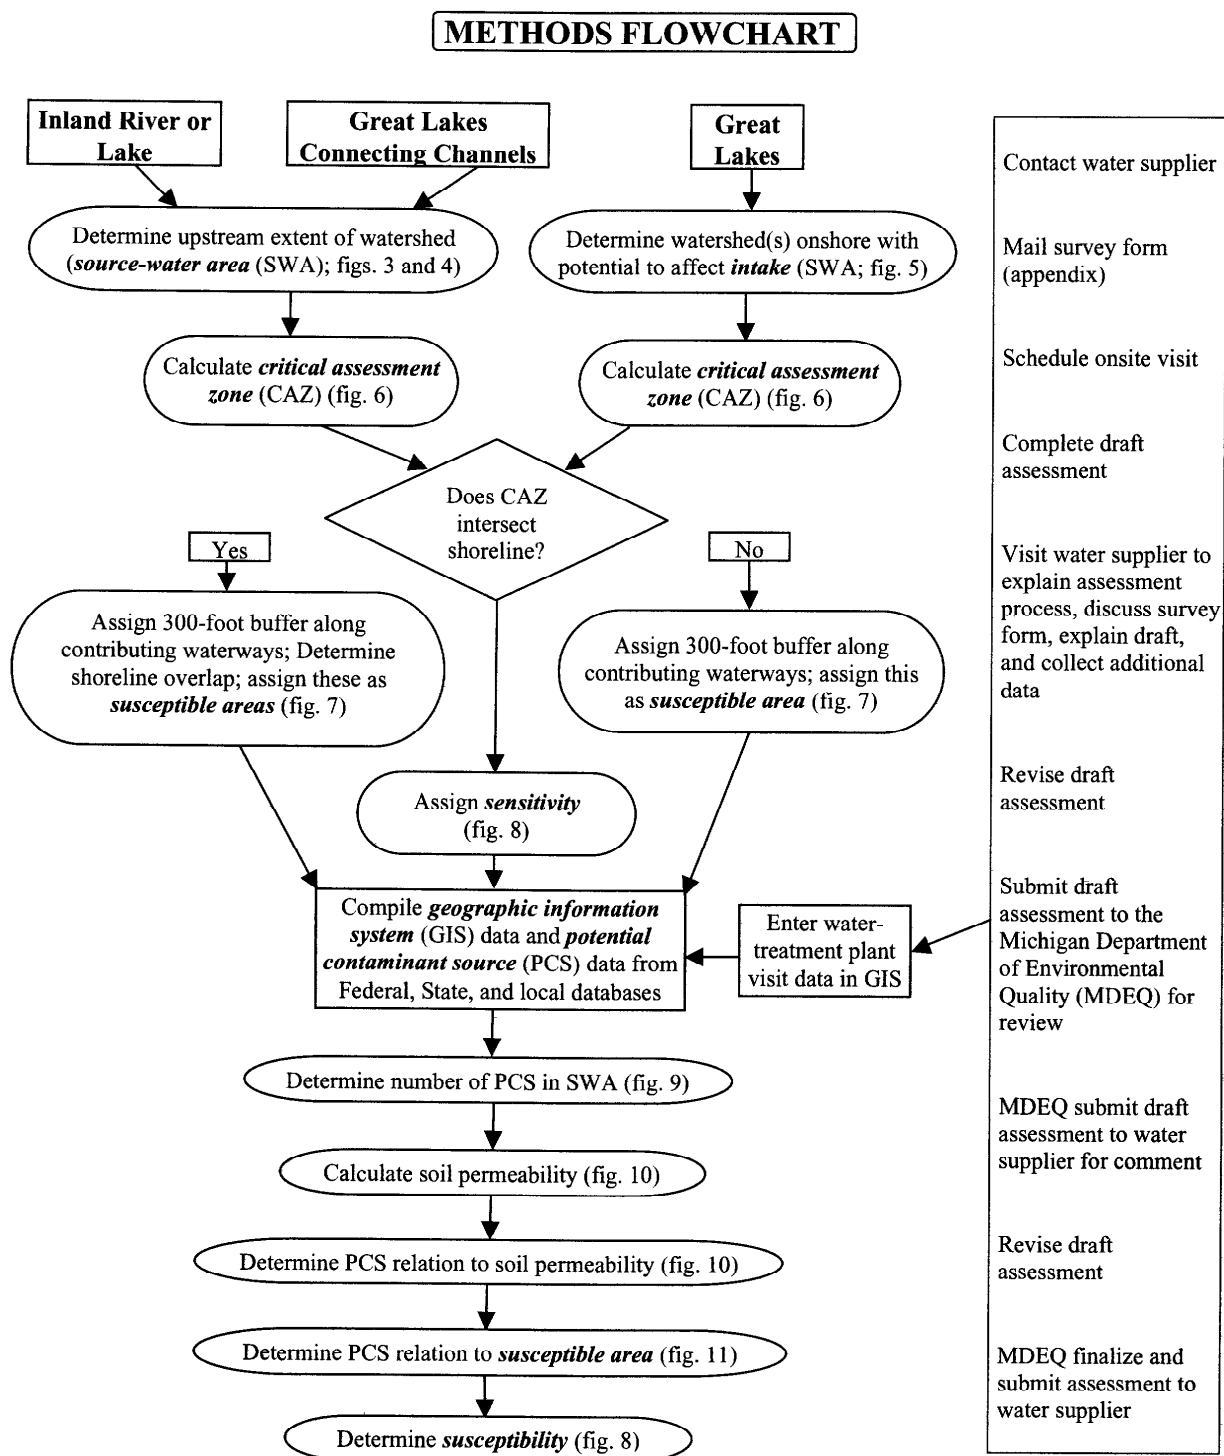 METHODS FLOWCHART
Inland River or
Lake
Great Lakes
Connecting Channels
Great
Lakes
Determine upstream extent of watershed
(source-water area (SWA); figs. 3 and 4)
Determine watershed(s) onshore with
potential to affect intake (SWA; fig. 5)
Calculate critical assessment
zone (CAZ) (fig. 6)
Calculate critical assessment
zone (CAZ) (fig. 6)
Does CAZ
intersect
shoreline?
Yes
No
Assign 300-foot buffer along
contributing waterways; Determine
shoreline overlap; assign these as
susceptible areas (fig. 7)
Assign 300-foot buffer along
contributing waterways; assign this
as susceptible area (fig. 7)
Assign sensitivity
(fig. 8)
Compile geographic information
system (GIS) data and potential
contaminant source (PCS) data from
Federal, State, and local databases
Enter water-
treatment plant
visit data in GIS
Determine number of PCS in SWA (fig. 9)
Calculate soil permeability (fig. 10)
Determine PCS relation to soil permeability (fig. 10)
Determine PCS relation to susceptible area (fig. 11)
Determine susceptibility (fig. 8)
Contact water supplier
Mail survey form
(appendix)
Schedule onsite visit
Complete draft
assessment
Visit water supplier to
explain assessment
process, discuss survey
form, explain draft,
and collect additional
data
Revise draft
assessment
Submit draft
assessment to the
Michigan Department
of Environmental
Quality (MDEQ) for
review
MDEQ submit draft
assessment to water
supplier for comment
Revise draft
assessment
MDEQ finalize and
submit assessment to
water supplier